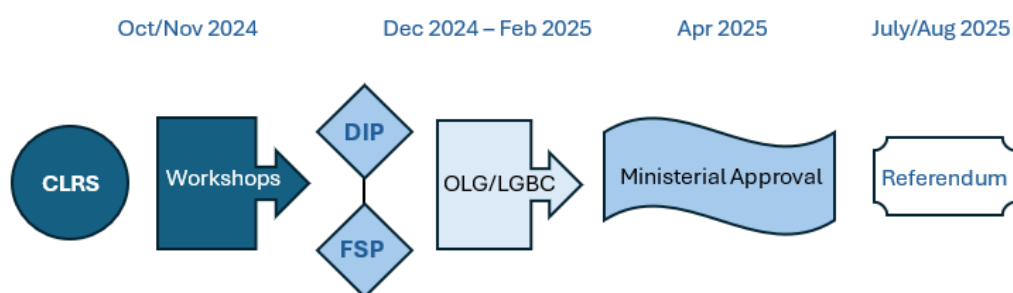 Oct/Nov 2024
Dec 2024 – Feb 2025
Apr 2025
July/Aug 2025
CLRS
Workshops
DIP
FSP
OLG/LGBC
Ministerial Approval
Referendum